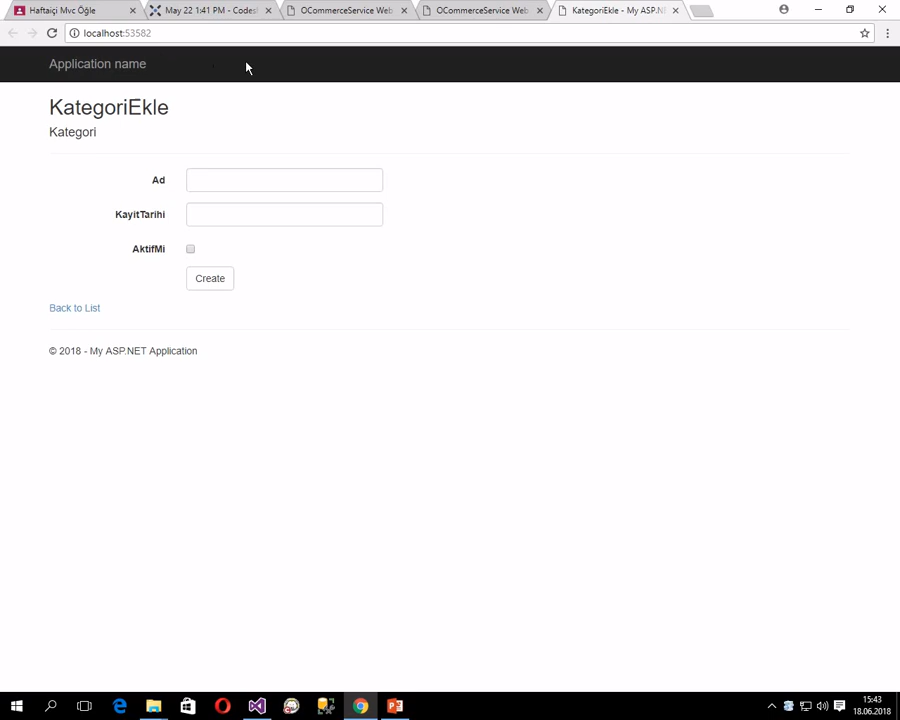 Haftaiçi Mvc Öğle
May 22 1:41 PM - Codes
OCommerceService Web
OCommerceService Web
KategoriEkle - My ASP.N
localhost:53582
Application name
KategoriEkle
Kategori
Ad
KayitTarihi
AktifMi
Create
Back to List
© 2018 - My ASP.NET Application
15:43
18.06.2018